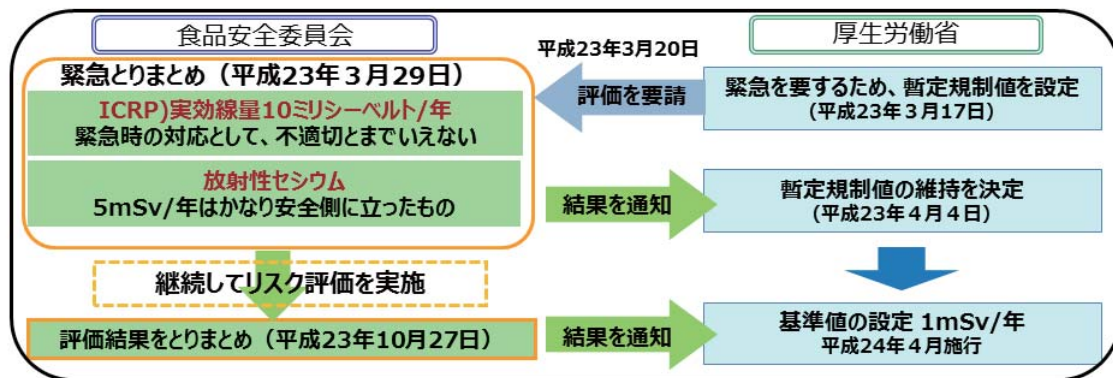 食品安全委員会
厚生労働省
平成23年3月20日
緊急とりまとめ（平成23年３月29日）
評価を要請
緊急を要するため、暫定規制値を設定
(平成23年３月17日)
ICRP)実効線量10ミリシーベルト/年
緊急時の対応として、不適切とまでいえない
放射性セシウム
5mSv/年はかなり安全側に立ったもの
結果を通知
暫定規制値の維持を決定
(平成23年４月４日)
継続してリスク評価を実施
評価結果をとりまとめ（平成23年10月27日）
結果を通知
基準値の設定 1mSv/年
平成24年４月施行